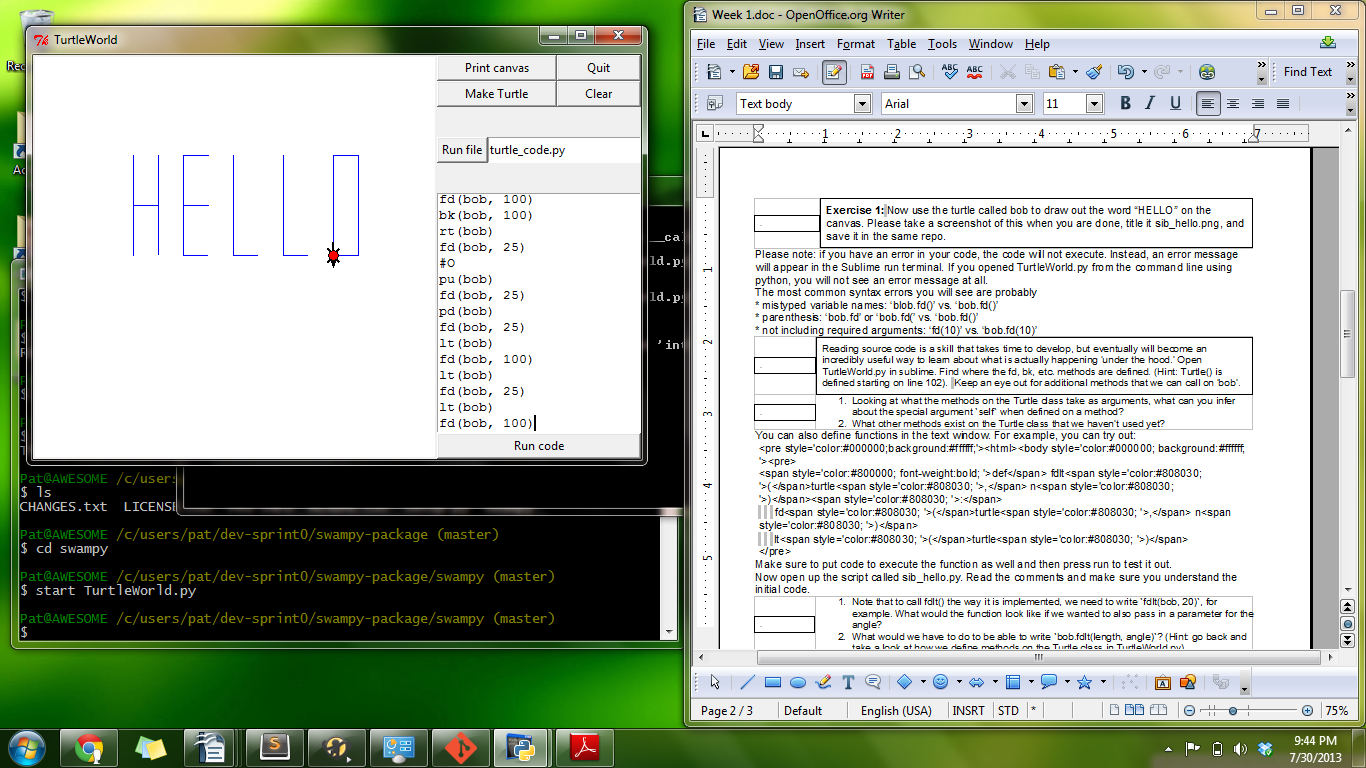 TurtleWorld
Print canvas
Quit
Make Turtle
Clear
Run file
turtle_code.py
HELLO
fd(bob, 100)
bk(bob, 100)
rt(bob)
fd(bob, 25)
#O
pu(bob)
fd(bob, 25)
pd(bob)
fd(bob, 25)
lt(bob)
fd(bob, 100)
lt(bob)
fd(bob, 25)
lt(bob)
fd(bob, 100)
Run code
$ ls
CHANGES.txt LICENSE
Pat@AWESOME /c/users/pat/dev-sprint0/swampy-package (master)
$ cd swampy
Pat@AWESOME /c/users/pat/dev-sprint0/swampy-package/swampy (master)
$ start TurtleWorld.py
Pat@AWESOME /c/users/pat/dev-sprint0/swampy-package/swampy (master)
$
Week 1.doc - OpenOffice.org Writer
File Edit View Insert Format Table Tools Window Help
Find Text
Text body
Arial
11
B I U
1 2 3 4 5 6 7
Exercise 1: Now use the turtle called bob to draw out the word “HELLO” on the
canvas. Please take a screenshot of this when you are done, title it sib_hello.png, and
save it in the same repo.
Please note: if you have an error in your code, the code will not execute. Instead, an error message
will appear in the Sublime run terminal. If you opened TurtleWorld.py from the command line using
python, you will not see an error message at all.
The most common syntax errors you will see are probably
* mistyped variable names: ‘blob.fd()’ vs. ‘bob.fd()’
* parenthesis: ‘bob.fd’ or ‘bob.fd(’ vs. ‘bob.fd()’
* not including required arguments: ‘fd(10)’ vs. ‘bob.fd(10)’
Reading source code is a skill that takes time to develop, but eventually will become an
incredibly useful way to learn about what is actually happening 'under the hood.' Open
TurtleWorld.py in sublime. Find where the fd, bk, etc. methods are defined. (Hint: Turtle() is
defined starting on line 102). Keep an eye out for additional methods that we can call on 'bob'.
1. Looking at what the methods on the Turtle class take as arguments, what can you infer
about the special argument `self` when defined on a method?
2. What other methods exist on the Turtle class that we haven't used yet?
You can also define functions in the text window. For example, you can try out:
<pre style='color:#000000;background:#ffffff;'><html><body style='color:#000000; background:#ffffff;
'><pre>
<span style='color:#800000; font-weight:bold; '>def</span> fdlt<span style='color:#808030;
'>(</span>turtle<span style='color:#808030; '>,</span> n<span style='color:#808030;
'>)</span><span style='color:#808030; '>:</span>
fd<span style='color:#808030; '>(</span>turtle<span style='color:#808030; '>,</span> n<span
style='color:#808030; '>)</span>
lt<span style='color:#808030; '>(</span>turtle<span style='color:#808030; '>)</span>
</pre>
Make sure to put code to execute the function as well and then press run to test it out.
Now open up the script called sib_hello.py. Read the comments and make sure you understand the
initial code.
1. Note that to call fdlt() the way it is implemented, we need to write `fdlt(bob, 20)`, for
example. What would the function look like if we wanted to also pass in a parameter for the
angle?
2. What would we have to do to be able to write `bob.fdlt(length, angle)`? (Hint: go back and
take a look at how we define methods on the Turtle class in TurtleWorld.py)
Page 2 / 3
Default
English (USA)
INSRT
STD
*
75%
9:44 PM
7/30/2013